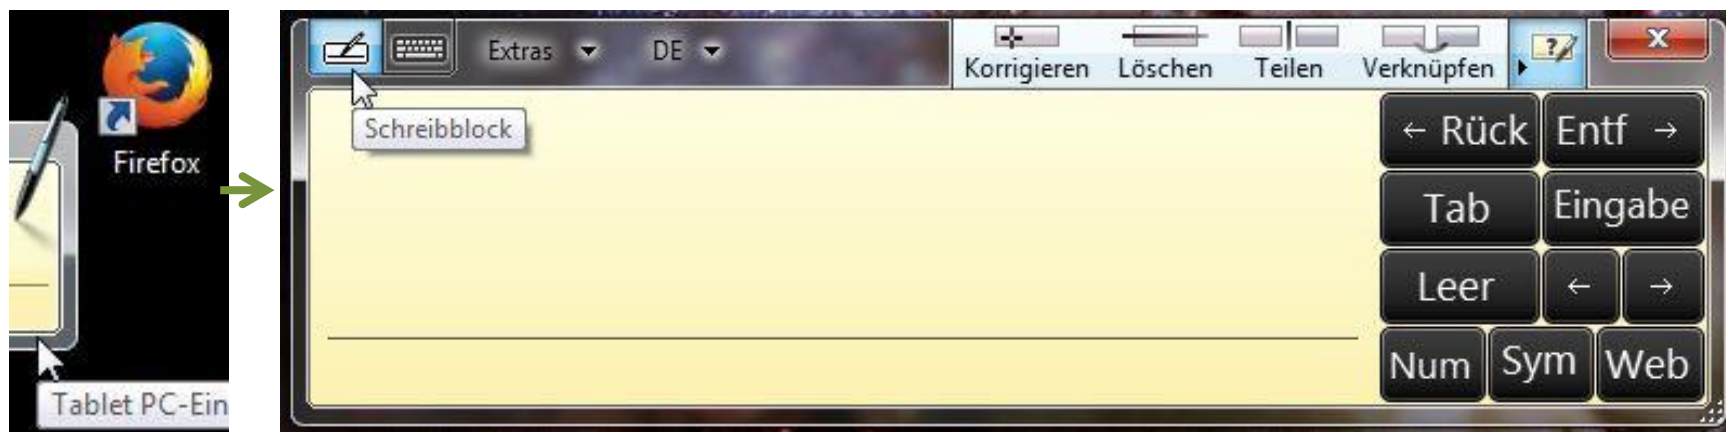 Firefox
Tablet PC-Ein
Extras DE
Korrigieren Löschen Teilen Verknüpfen
Schreibblock
← Rück Entf →
Tab Eingabe
Leer ← →
Num Sym Web